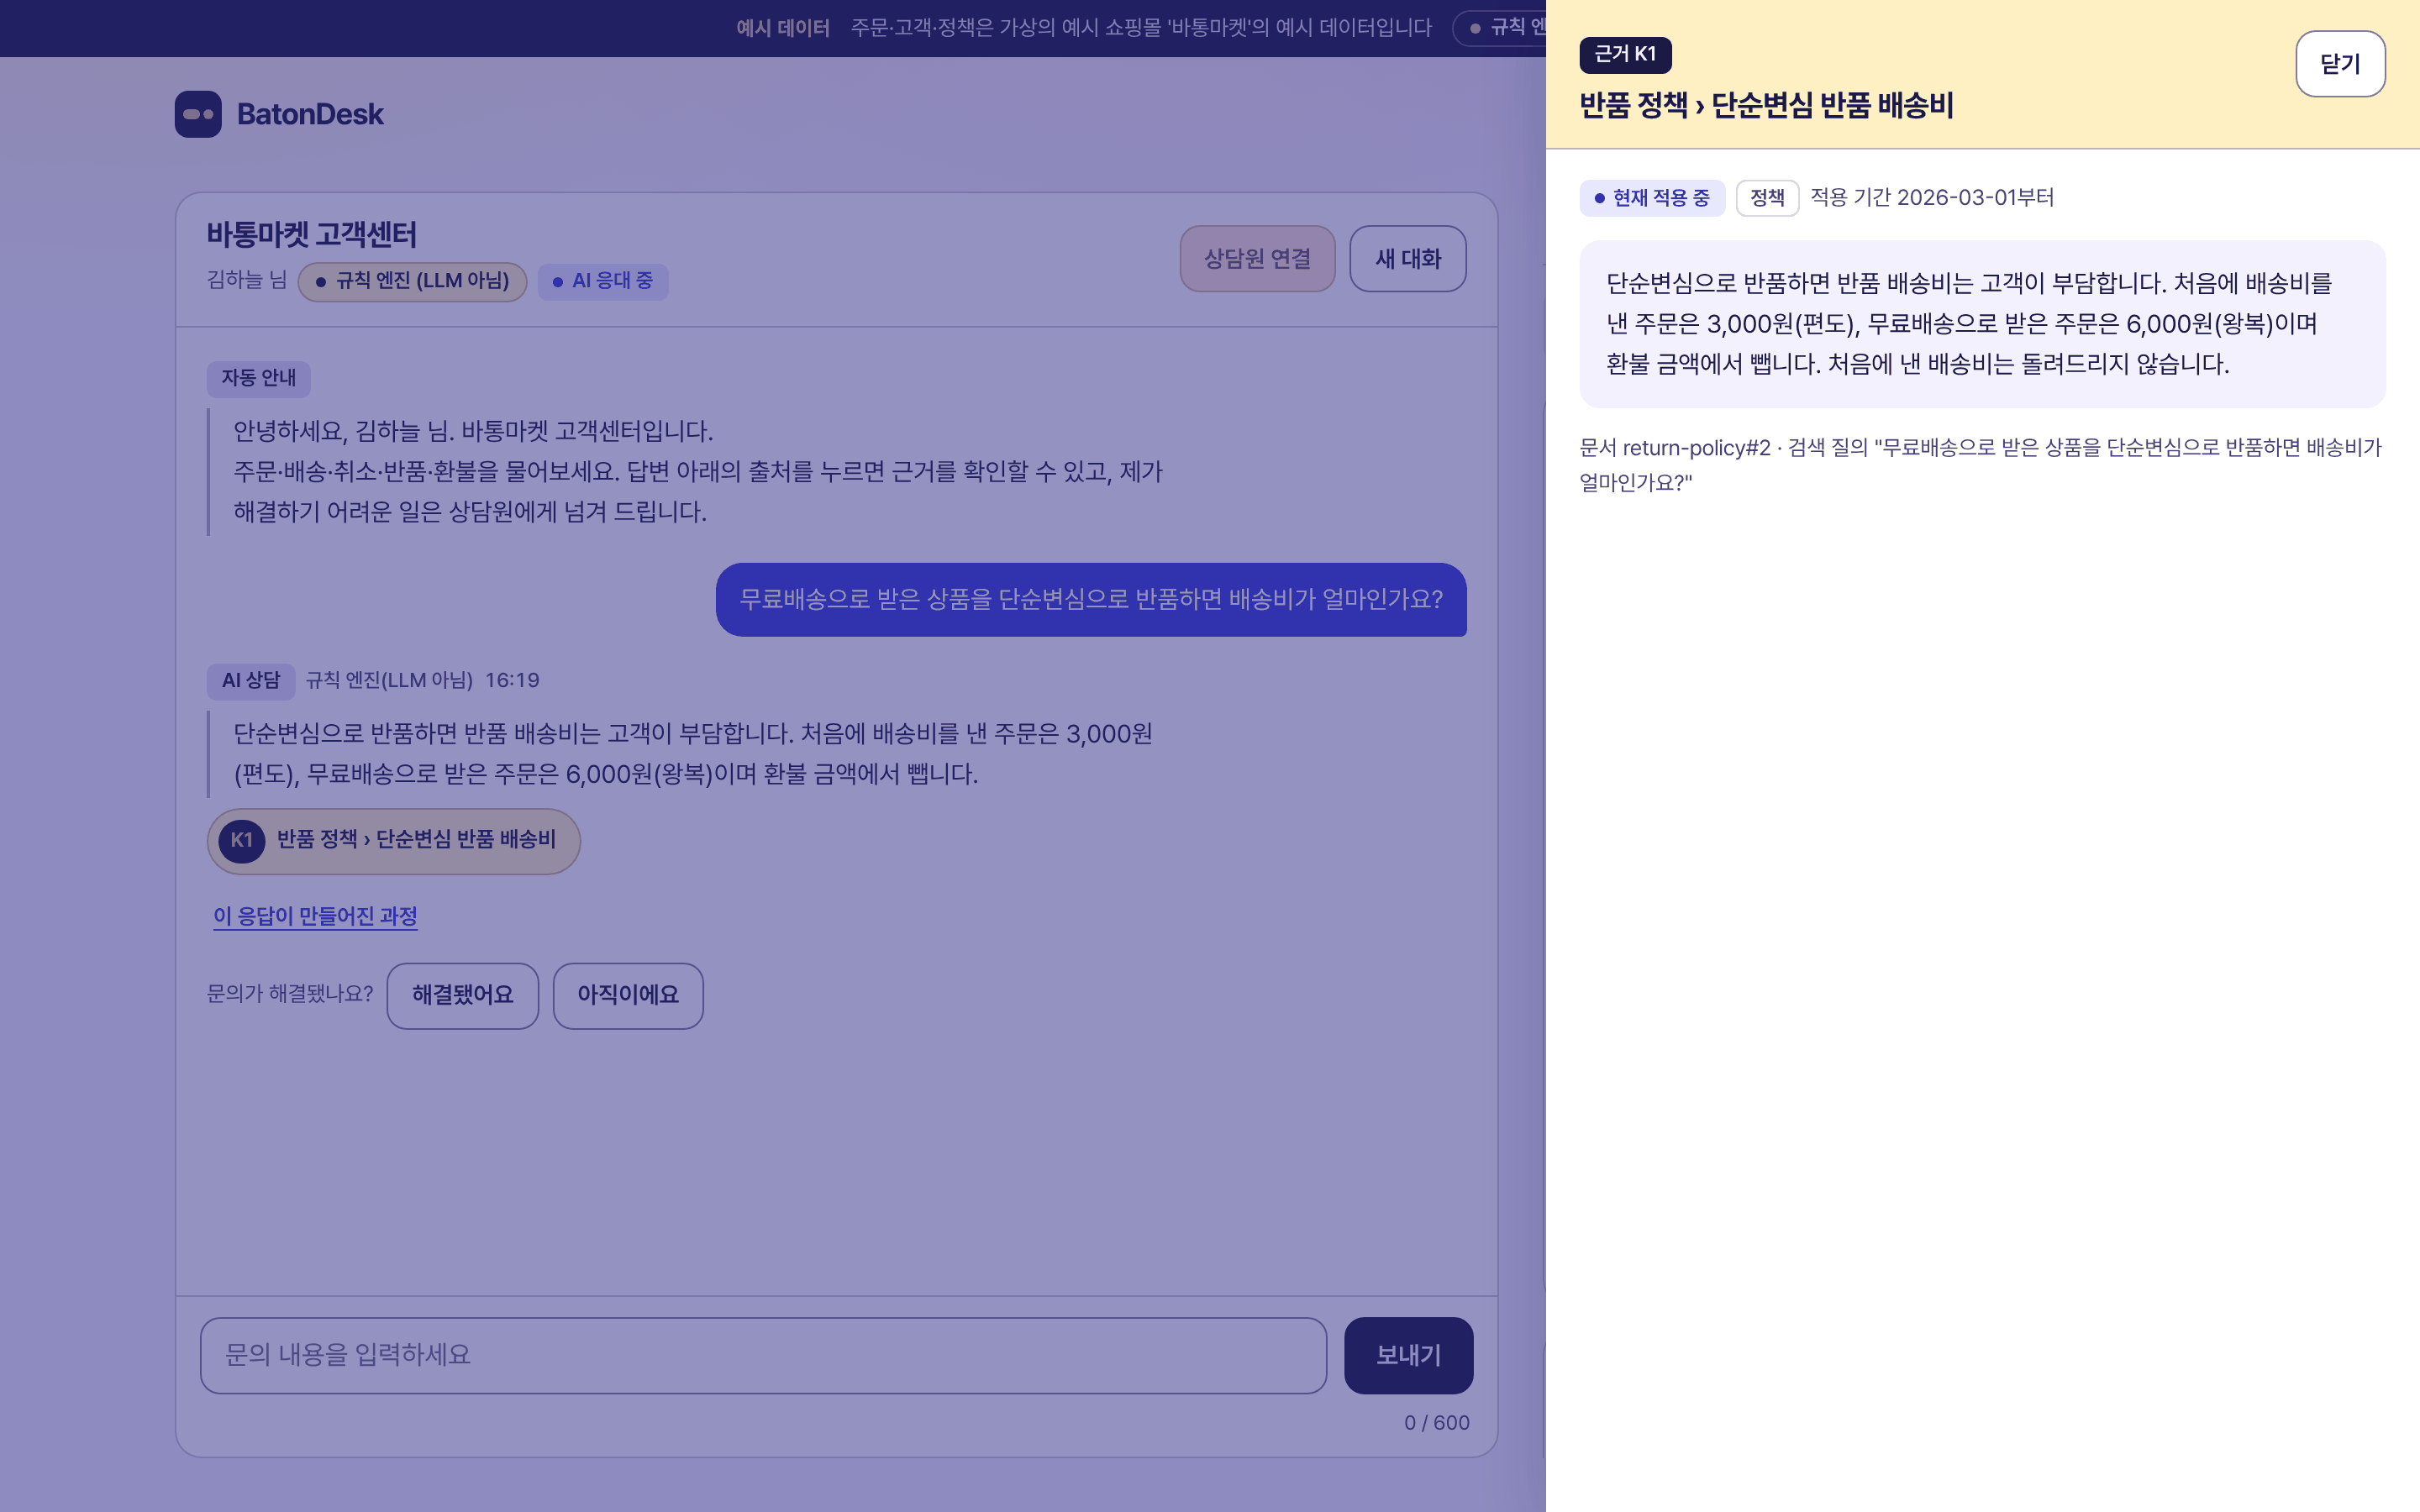 예시 데이터 주문·고객·정책은 가상의 예시 쇼핑몰 '바통마켓'의 예시 데이터입니다 규칙 엔
BatonDesk
바통마켓 고객센터
김하늘 님 규칙 엔진 (LLM 아님) AI 응대 중
상담원 연결 새 대화
자동 안내
안녕하세요, 김하늘 님. 바통마켓 고객센터입니다.
주문·배송·취소·반품·환불을 물어보세요. 답변 아래의 출처를 누르면 근거를 확인할 수 있고, 제가
해결하기 어려운 일은 상담원에게 넘겨 드립니다.
무료배송으로 받은 상품을 단순변심으로 반품하면 배송비가 얼마인가요?
AI 상담 규칙 엔진(LLM 아님) 16:19
단순변심으로 반품하면 반품 배송비는 고객이 부담합니다. 처음에 배송비를 낸 주문은 3,000원
(편도), 무료배송으로 받은 주문은 6,000원(왕복)이며 환불 금액에서 뺍니다.
K1 반품 정책 › 단순변심 반품 배송비
이 응답이 만들어진 과정
문의가 해결됐나요? 해결됐어요 아직이에요
문의 내용을 입력하세요
보내기
0 / 600
근거 K1
반품 정책 › 단순변심 반품 배송비
닫기
현재 적용 중 정책 적용 기간 2026-03-01부터
단순변심으로 반품하면 반품 배송비는 고객이 부담합니다. 처음에 배송비를
낸 주문은 3,000원(편도), 무료배송으로 받은 주문은 6,000원(왕복)이며
환불 금액에서 뺍니다. 처음에 낸 배송비는 돌려드리지 않습니다.
문서 return-policy#2 · 검색 질의 "무료배송으로 받은 상품을 단순변심으로 반품하면 배송비가
얼마인가요?"